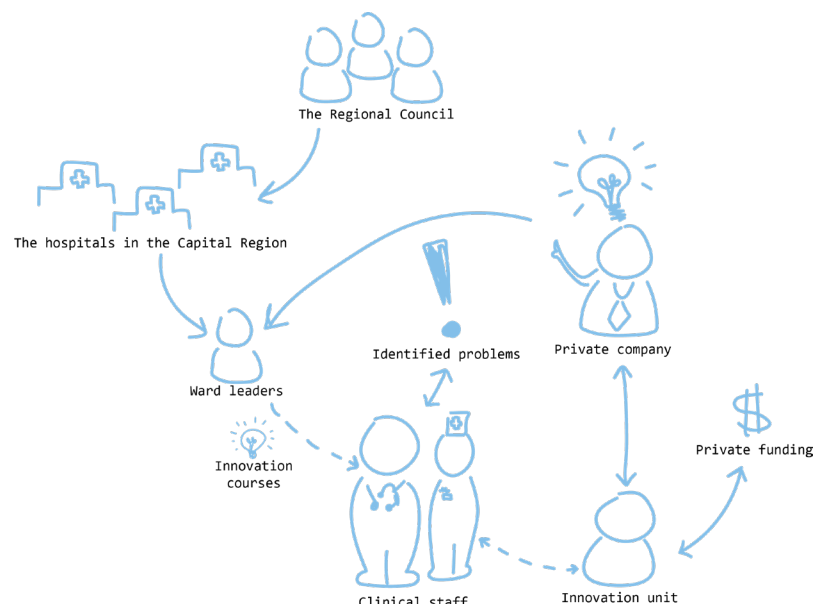 The Regional Council
The hospitals in the Capital Region
Identified problems
Private company
Ward leaders
$
Private funding
Innovation
courses
Clinical staff
Innovation unit